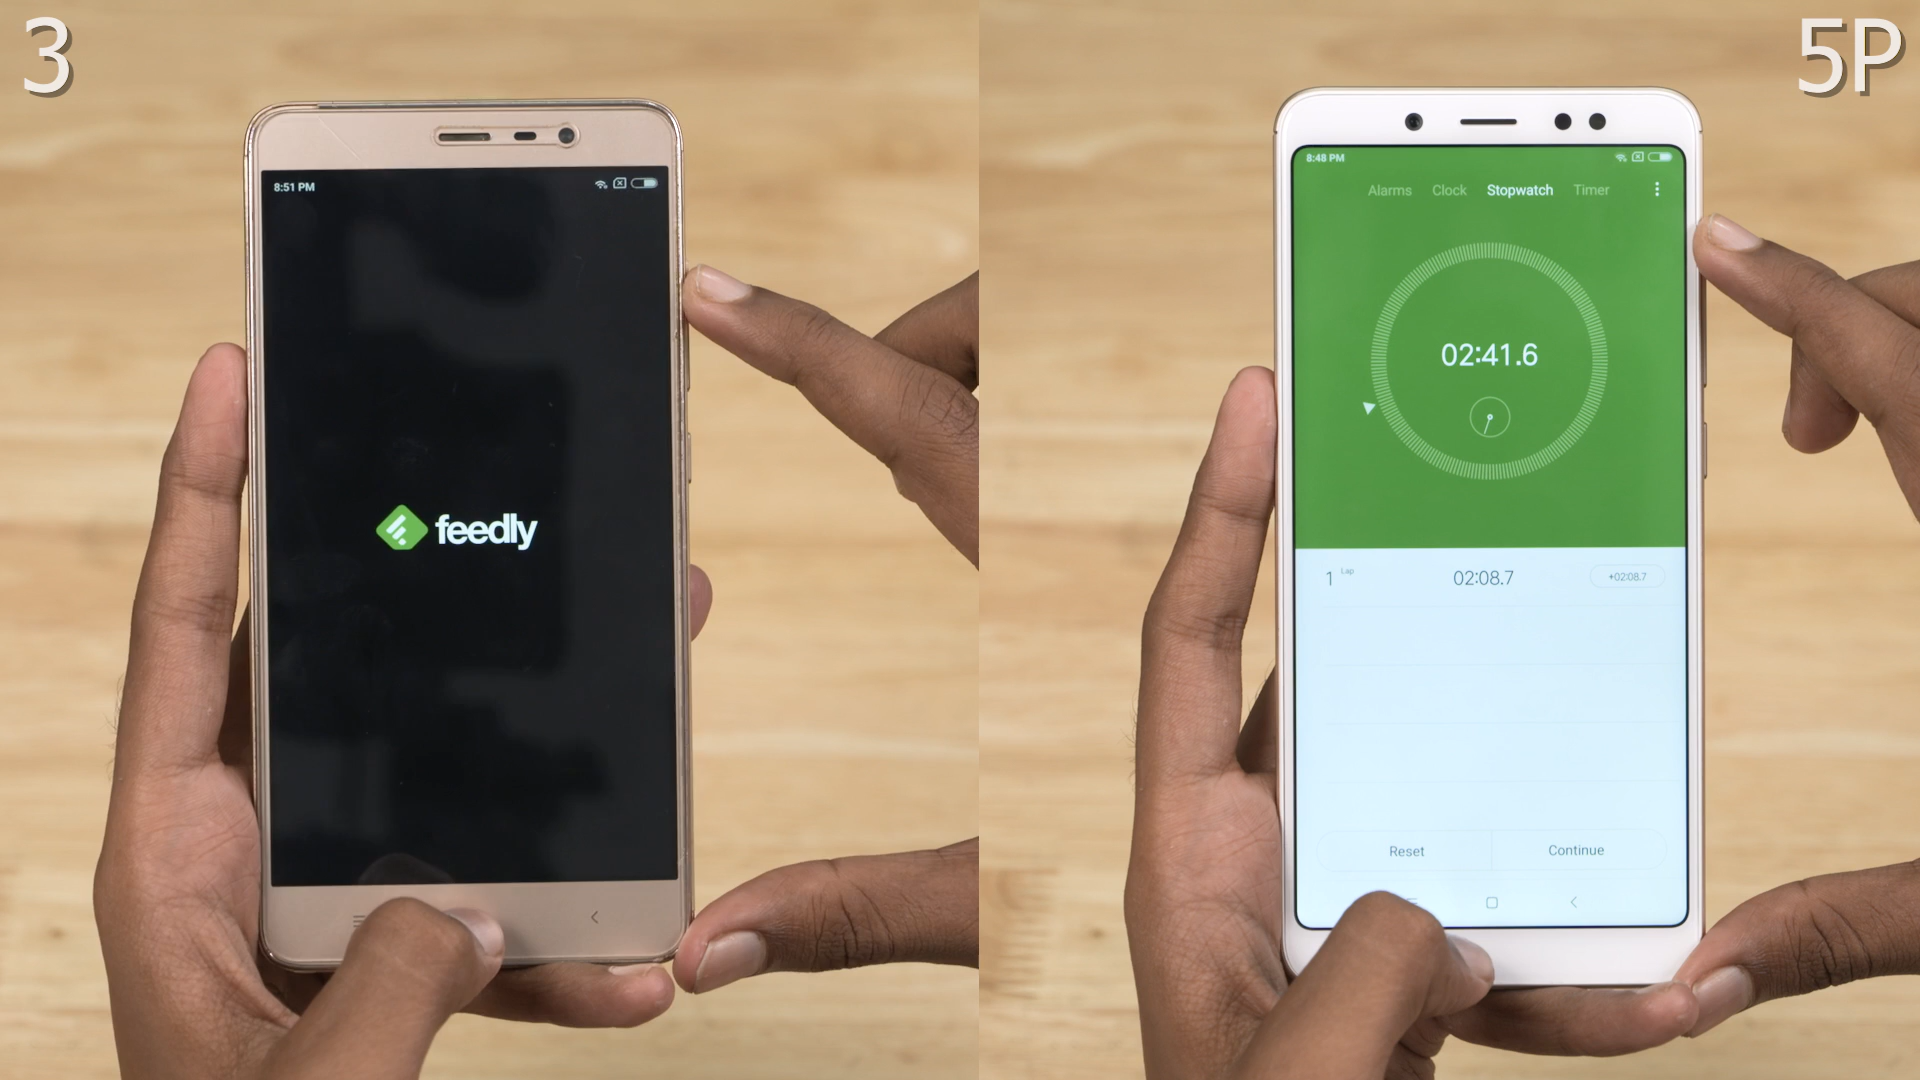 3
8:51 PM
feedly
5P
8:48 PM
Alarms Clock Stopwatch Timer
02:41.6
1 Lap 02:08.7 +02:08.7
Reset Continue